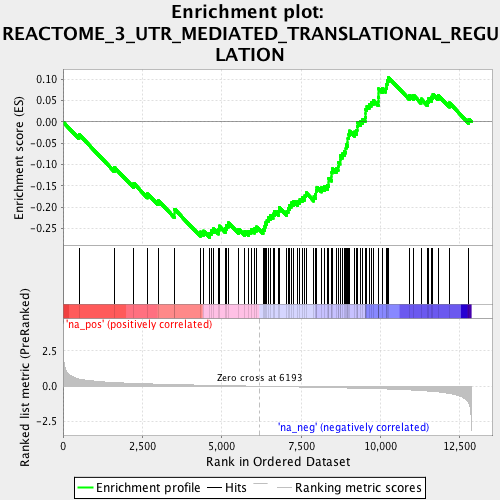 Enrichment plot:
REACTOME_3_UTR_MEDIATED_TRANSLATIONAL_REGU
LATION
Enrichment score (ES)
0.10
0.05
0.00
-0.05
-0.10
-0.15
-0.20
-0.25
'na_pos' (positively correlated)
Ranked list metric (PreRanked)
2.5
0.0
-2.5
Zero cross at 6193
'na_neg' (negatively correlated)
0
2,500
5,000
7,500
10,000
12,500
Rank in Ordered Dataset
Enrichment profile
Hits
Ranking metric scores